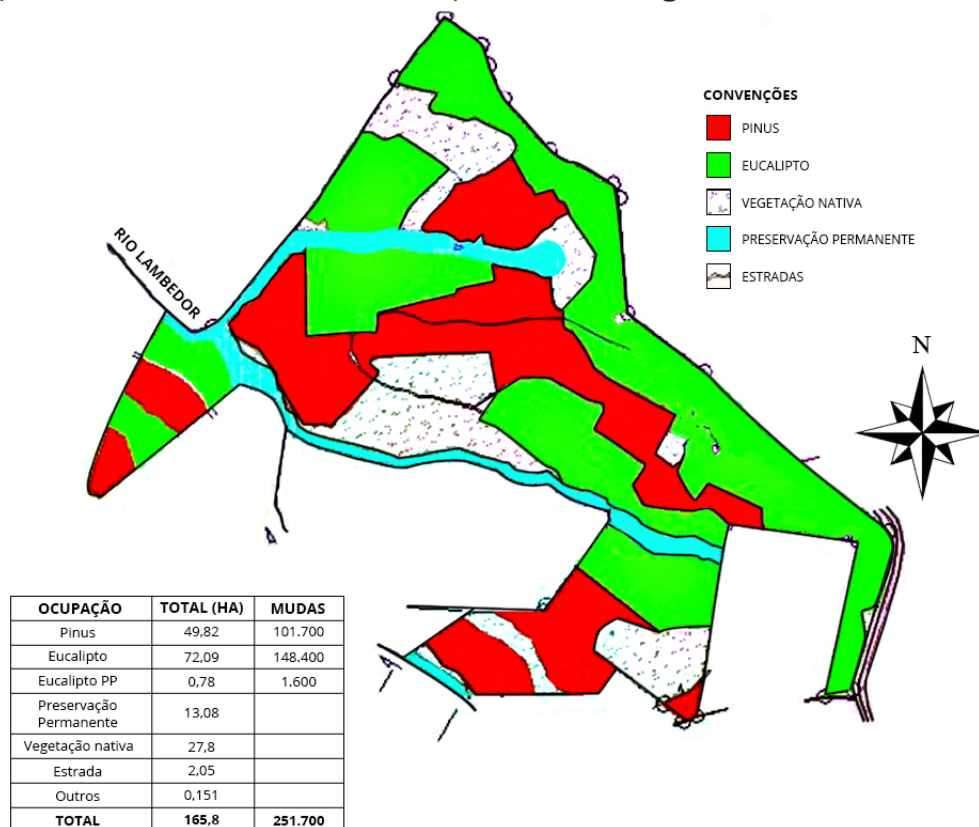 CONVENÇÕES
PINUS
EUCALIPTO
VEGETAÇÃO NATIVA
PRESERVAÇÃO PERMANENTE
ESTRADAS
RIO LAMBEDOR
N
OCUPAÇÃO TOTAL (HA) MUDAS
Pinus 49,82 101.700
Eucalipto 72,09 148.400
Eucalipto PP 0,78 1.600
Preservação
Permanente 13,08
Vegetação nativa 27,8
Estrada 2,05
Outros 0,151
TOTAL 165,8 251.700